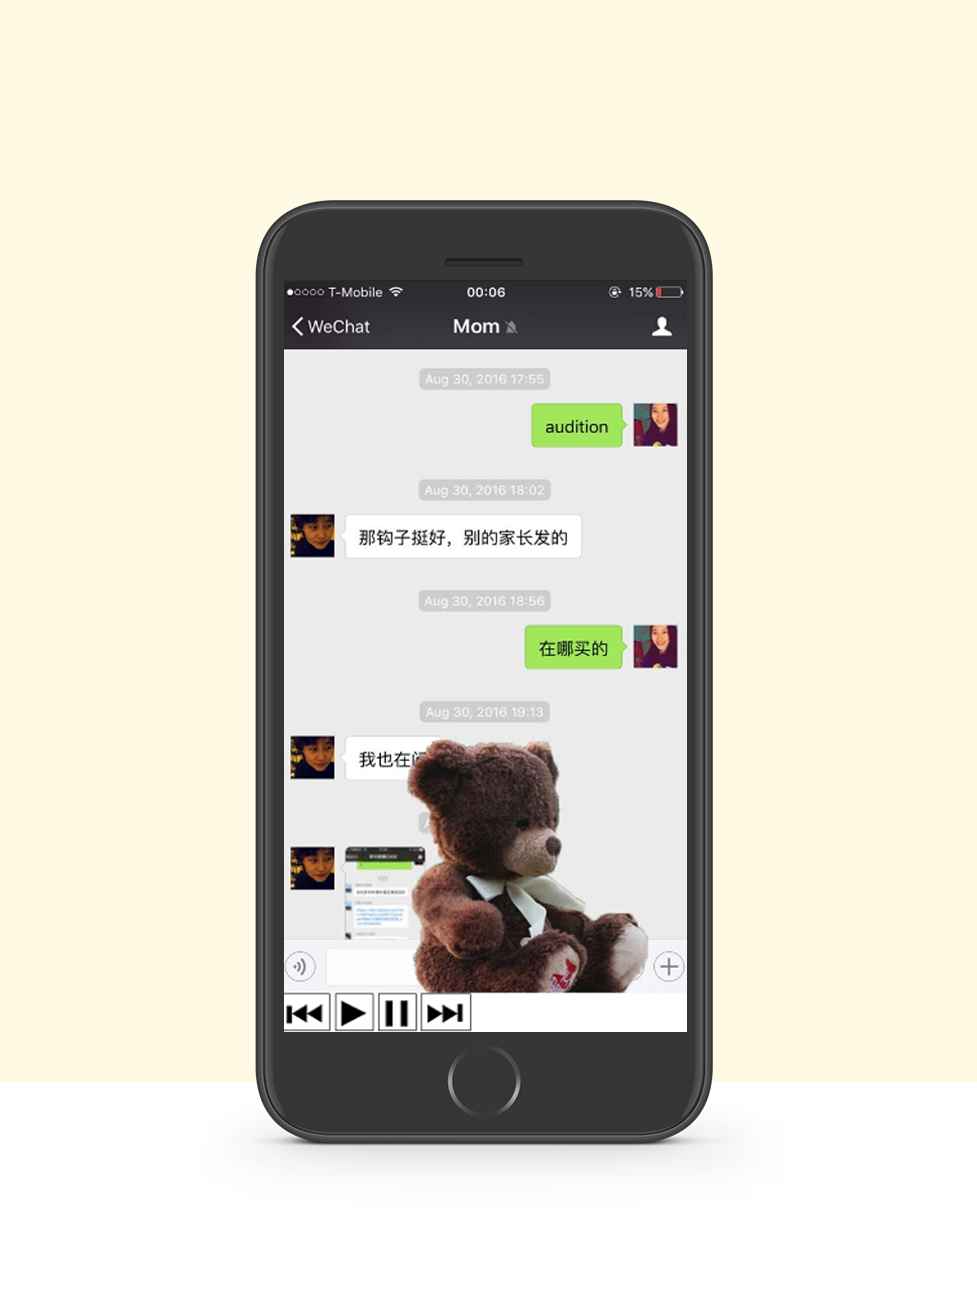 T-Mobile 00:06 15%
WeChat Mom
Aug 30, 2016 17:55
audition
Aug 30, 2016 18:02
那钩子挺好，别的家长发的
Aug 30, 2016 18:56
在哪买的
Aug 30, 2016 19:13
我也在